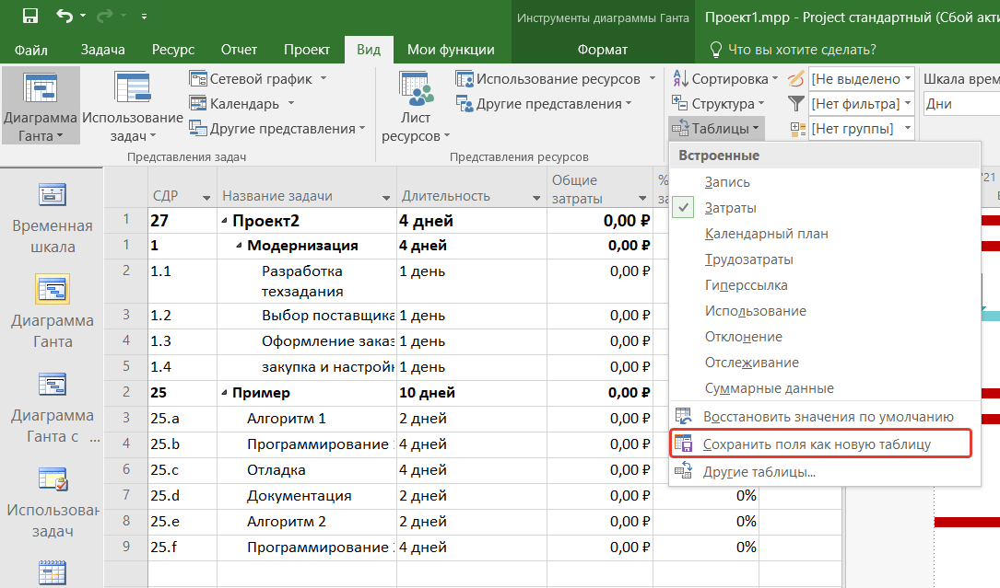 Инструменты диаграммы Ганта
Проект1.mpp - Project стандартный (Сбой акти
Файл
Задача
Ресурс
Отчет
Проект
Вид
Мои функции
Формат
Что вы хотите сделать?
Диаграмма
Ганта
Использование
задач
Сетевой график
Календарь
Другие представления
Представления задач
Лист
ресурсов
Использование ресурсов
Другие представления
Представления ресурсов
Сортировка
Структура
Таблицы
[Не выделено
[Нет фильтра]
[Нет группы]
Шкала врем
Дни
Встроенные
Запись
Затраты
Календарный план
Трудозатраты
Гиперссылка
Использование
Отклонение
Отслеживание
Суммарные данные
Восстановить значения по умолчанию
Сохранить поля как новую таблицу
Другие таблицы...
Временная
шкала
Диаграмма
Ганта
Диаграмма
Ганта с ...
Использован
задач
СДР Название задачи Длительность Общие затраты % за
'21
1 27 Проект2 4 дней 0,00 ₽
1 1 Модернизация 4 дней 0,00 ₽
2 1.1 Разработка техзадания 1 день 0,00 ₽
3 1.2 Выбор поставщика 1 день 0,00 ₽
4 1.3 Оформление заказ 1 день 0,00 ₽
5 1.4 закупка и настройк 1 день 0,00 ₽
2 25 Пример 10 дней 0,00 ₽
3 25.a Алгоритм 1 2 дней 0,00 ₽
4 25.b Программирование 4 дней 0,00 ₽
6 25.c Отладка 4 дней 0,00 ₽
7 25.d Документация 2 дней 0,00 ₽ 0%
8 25.e Алгоритм 2 2 дней 0,00 ₽ 0%
9 25.f Программирование 2 4 дней 0,00 ₽ 0%